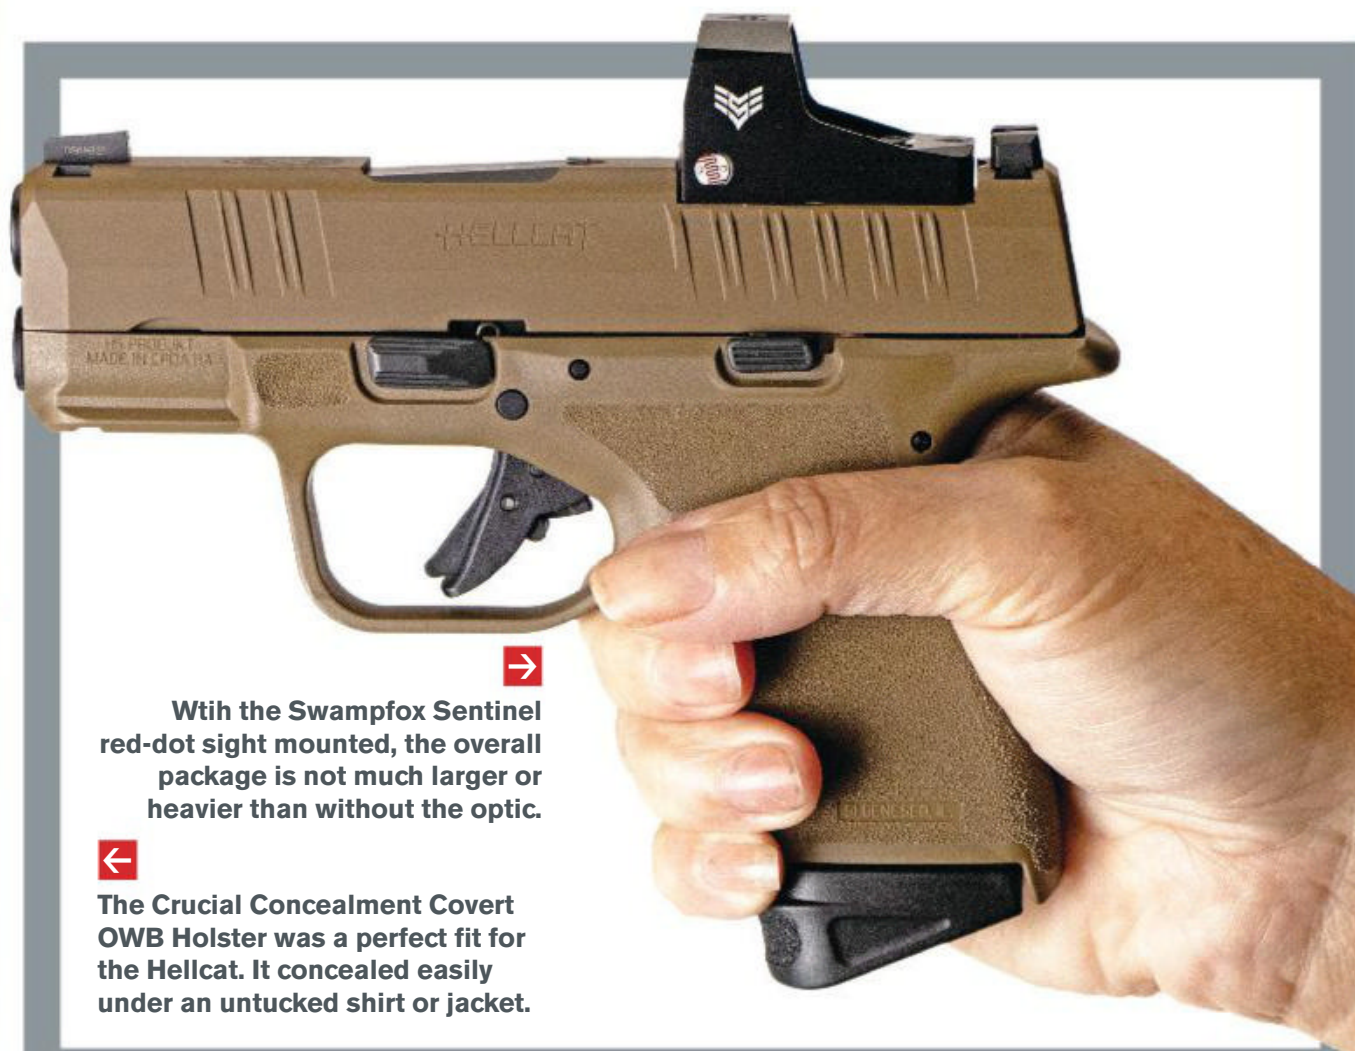 HELLCAT
HS PRODUKT
MADE IN CROATIA
Wtih the Swampfox Sentinel
red-dot sight mounted, the overall
package is not much larger or
heavier than without the optic.
The Crucial Concealment Covert
OWB Holster was a perfect fit for
the Hellcat. It concealed easily
under an untucked shirt or jacket.